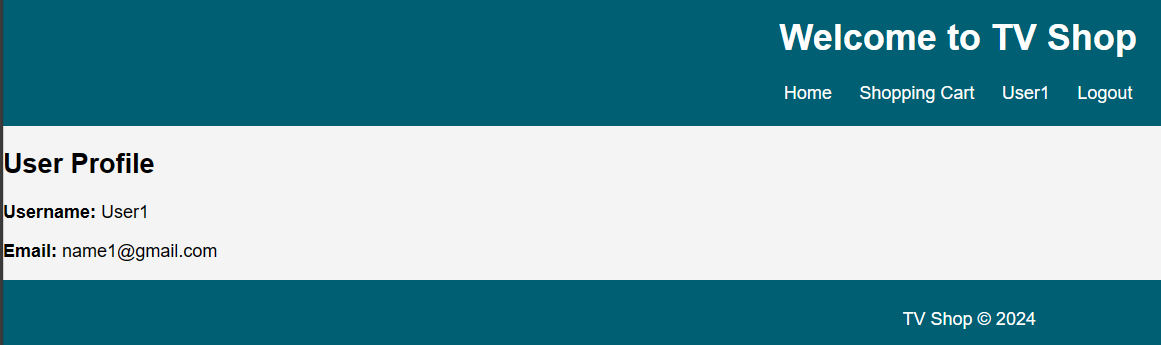 Welcome to TV Shop
Home Shopping Cart User1 Logout
User Profile
Username: User1
Email: name1@gmail.com
TV Shop © 2024